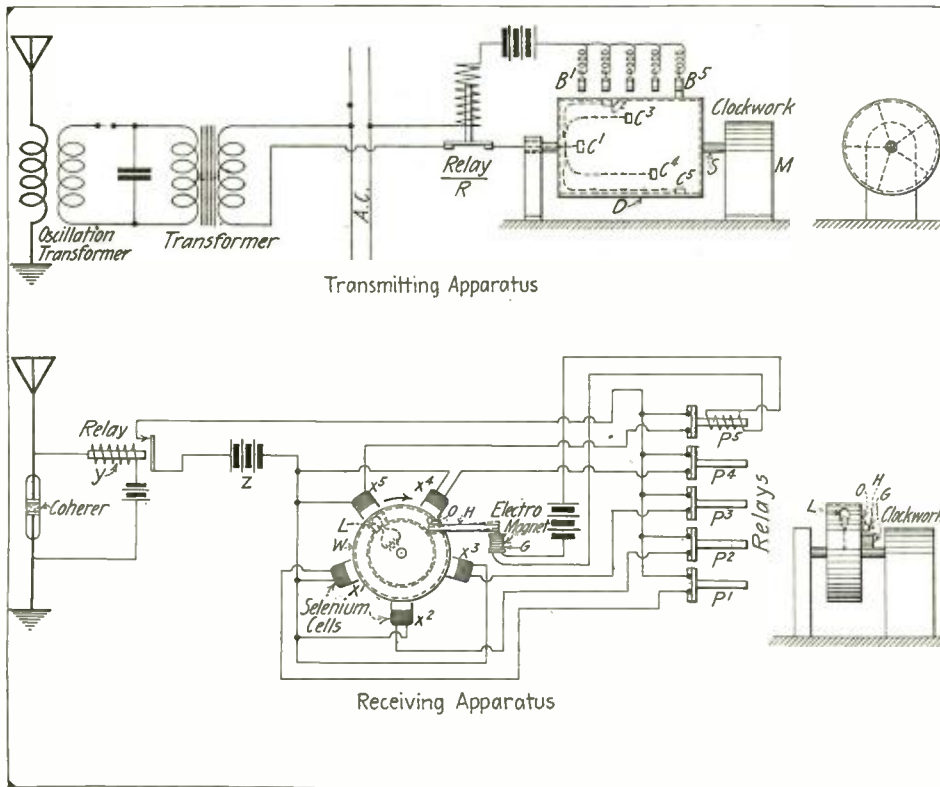 B¹ B⁵
Clockwork
C²
C³
C¹
C⁴
C⁵
S
M
D
A.C.
Relay
R
Oscillation
Transformer
Transformer
Transmitting Apparatus
Relay
y
Z
Coherer
X⁵
X⁴
L
W
O
H
Electro
Magnet
G
X³
X¹
X²
Selenium
Cells
P⁵
P⁴
P³
P²
P¹
Relays
L
O
H
G
Clockwork
Receiving Apparatus